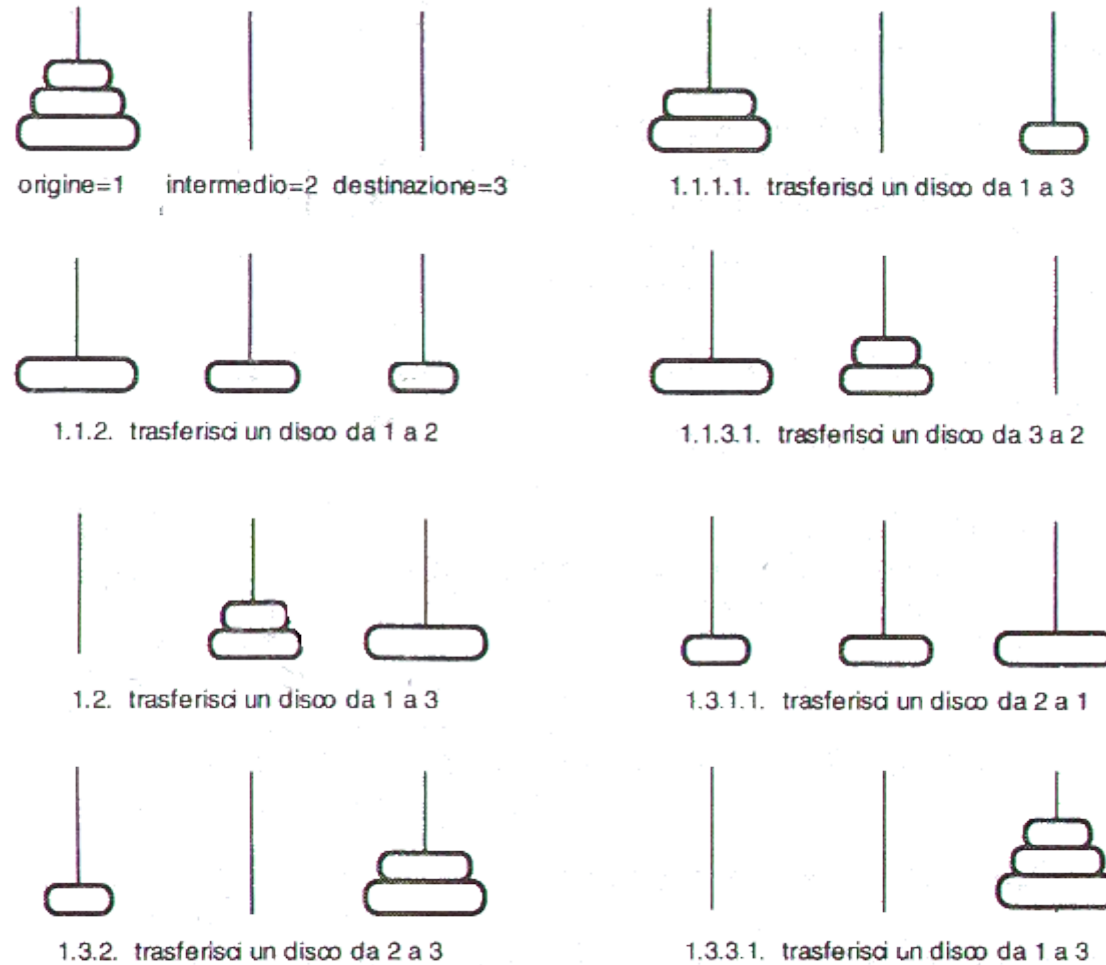 origine=1 intermedio=2 destinazione=3
1.1.1.1. trasferisci un disco da 1 a 3
1.1.2. trasferisci un disco da 1 a 2
1.1.3.1. trasferisci un disco da 3 a 2
1.2. trasferisci un disco da 1 a 3
1.3.1.1. trasferisci un disco da 2 a 1
1.3.2. trasferisci un disco da 2 a 3
1.3.3.1. trasferisci un disco da 1 a 3